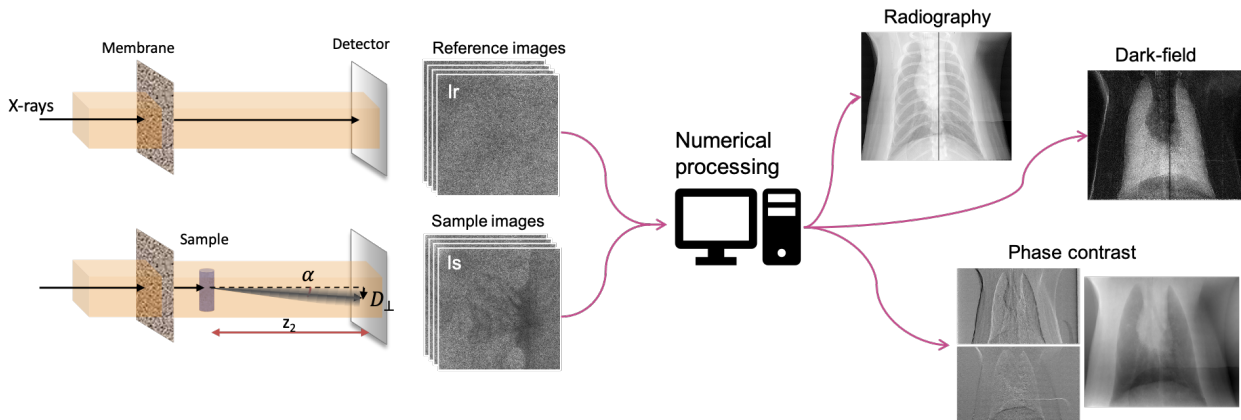 Membrane
Detector
X-rays
Reference images
Ir
Sample
α
D⊥
z₂
Sample images
Is
Numerical
processing
Radiography
Dark-field
Phase contrast